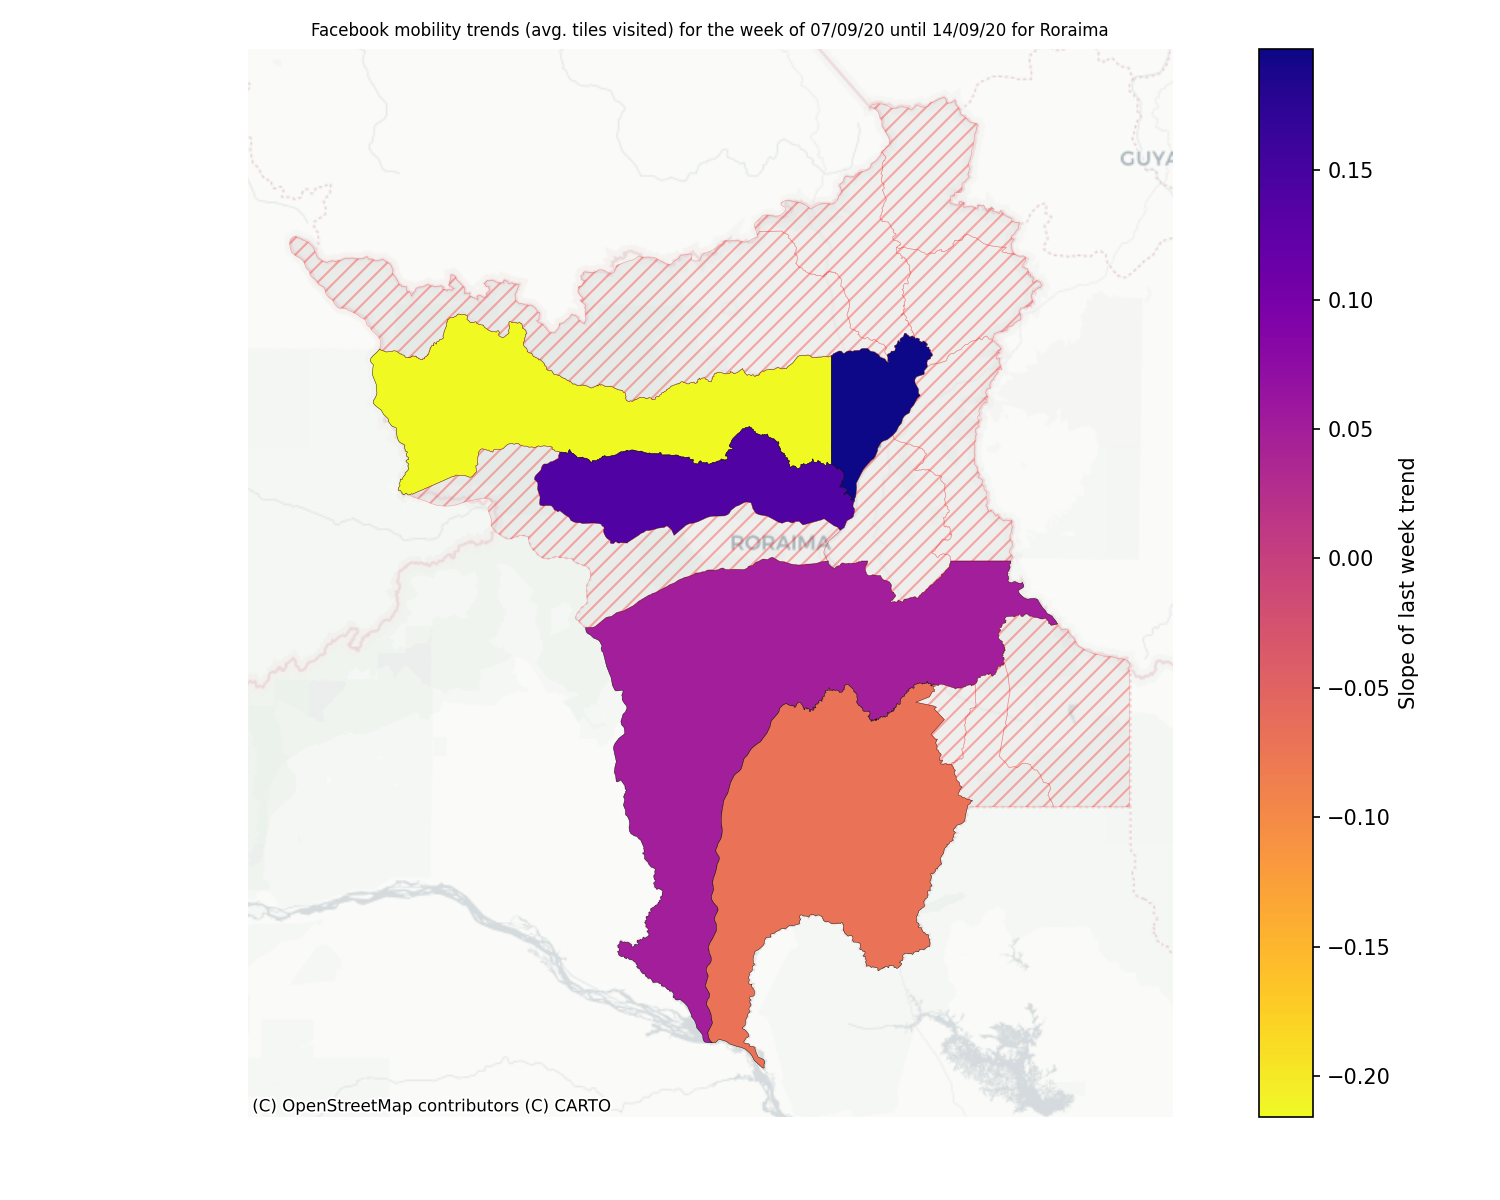 Facebook mobility trends (avg. tiles visited) for the week of 07/09/20 until 14/09/20 for Roraima
GUYA
0.15
0.10
0.05
0.00
−0.05
−0.10
−0.15
−0.20
Slope of last week trend
RORAIMA
(C) OpenStreetMap contributors (C) CARTO